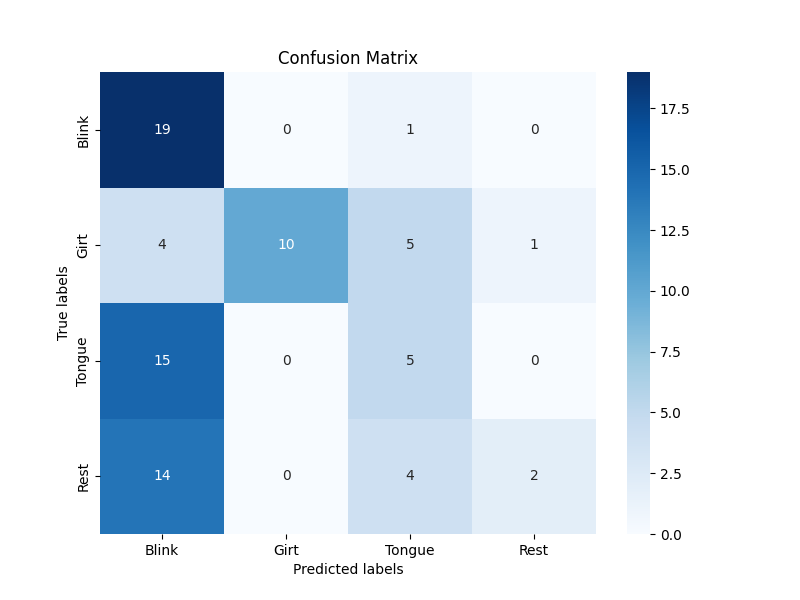 Confusion Matrix
True labels
Blink
19 0 1 0
Girt
4 10 5 1
Tongue
15 0 5 0
Rest
14 0 4 2
Blink Girt Tongue Rest
Predicted labels
17.5
15.0
12.5
10.0
7.5
5.0
2.5
0.0